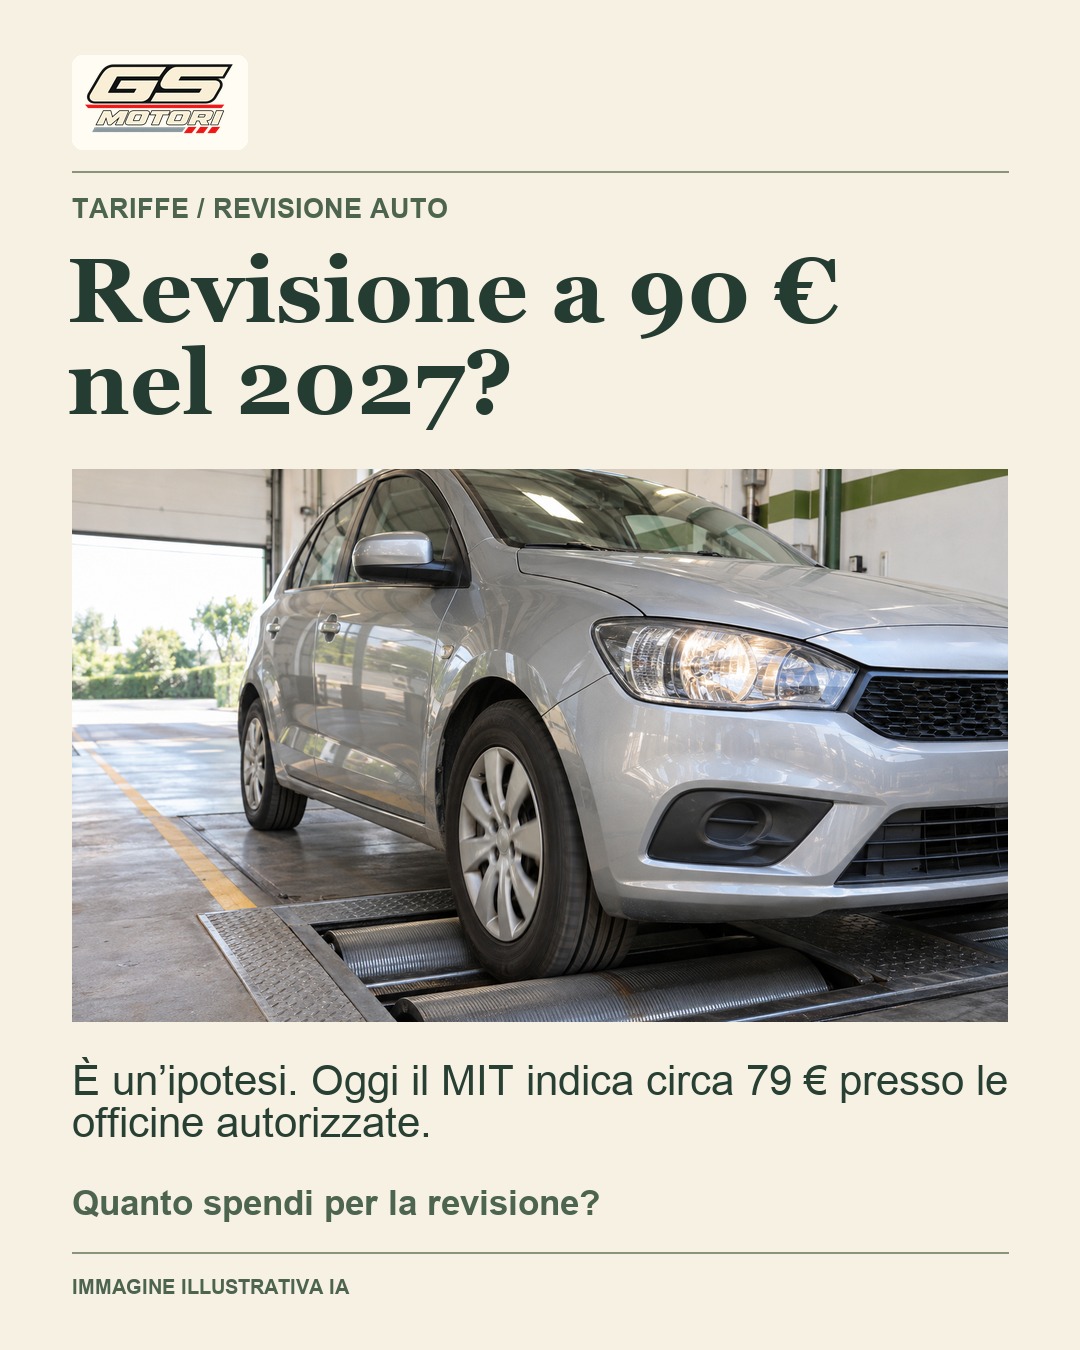 GS
MOTORI
TARIFFE / REVISIONE AUTO
Revisione a 90 €
nel 2027?
È un’ipotesi. Oggi il MIT indica circa 79 € presso le
officine autorizzate.
Quanto spendi per la revisione?
IMMAGINE ILLUSTRATIVA IA